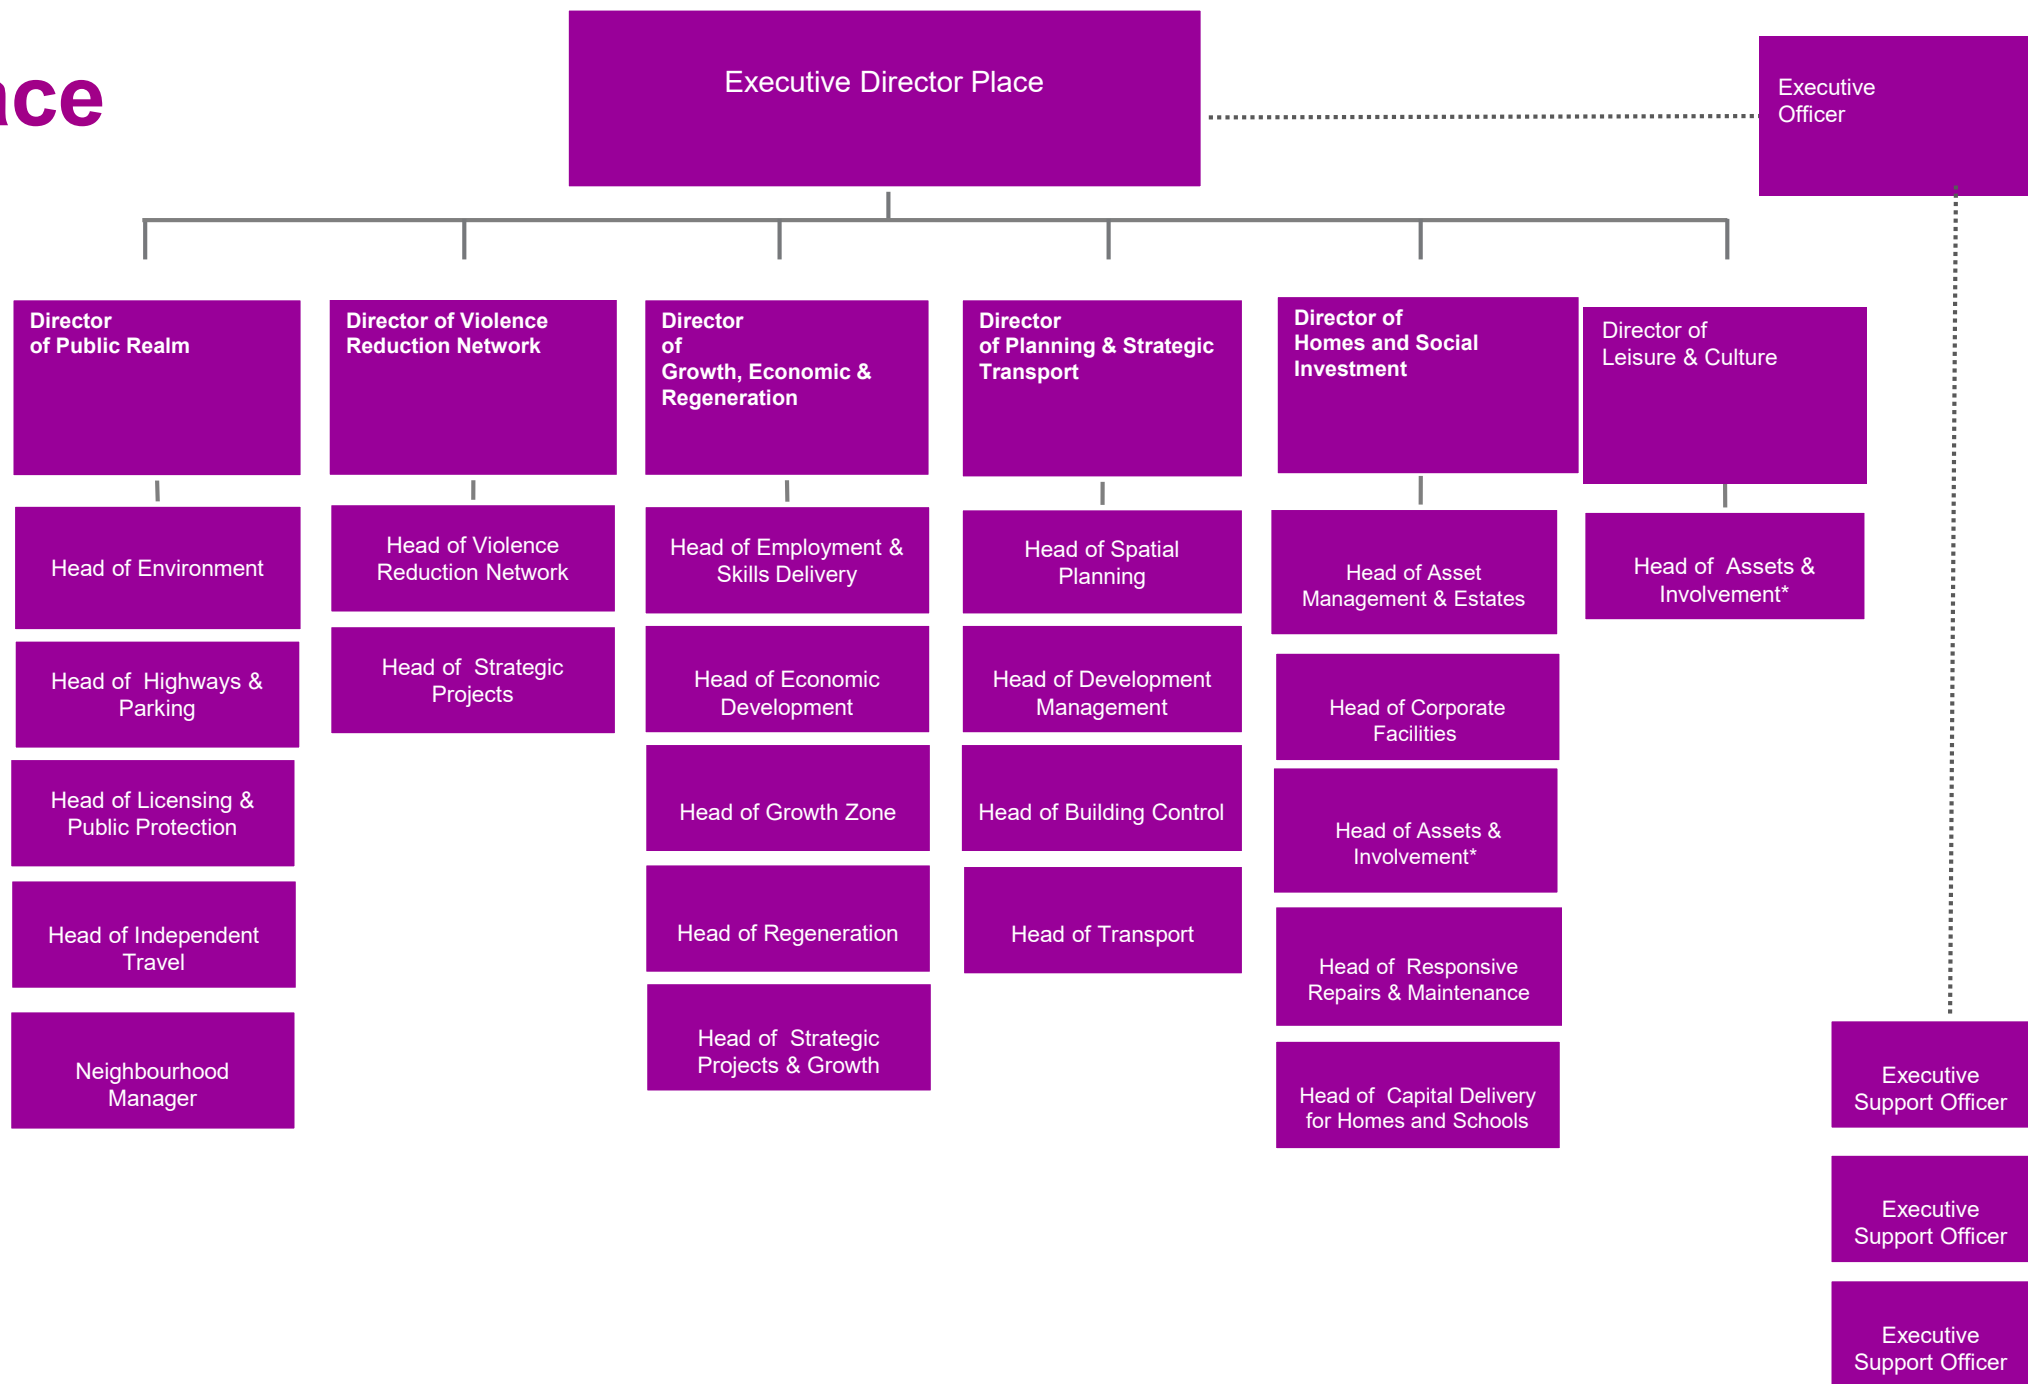 ace
Executive Director Place
Executive
Officer
Director
of Public Realm
Director of Violence
Reduction Network
Director
of
Growth, Economic &
Regeneration
Director
of Planning & Strategic
Transport
Director of
Homes and Social
Investment
Director of
Leisure & Culture
Head of Environment
Head of Highways &
Parking
Head of Licensing &
Public Protection
Head of Independent
Travel
Neighbourhood
Manager
Head of Violence
Reduction Network
Head of Strategic
Projects
Head of Employment &
Skills Delivery
Head of Economic
Development
Head of Growth Zone
Head of Regeneration
Head of Strategic
Projects & Growth
Head of Spatial
Planning
Head of Development
Management
Head of Building Control
Head of Transport
Head of Asset
Management & Estates
Head of Corporate
Facilities
Head of Assets &
Involvement*
Head of Responsive
Repairs & Maintenance
Head of Capital Delivery
for Homes and Schools
Head of Assets &
Involvement*
Executive
Support Officer
Executive
Support Officer
Executive
Support Officer